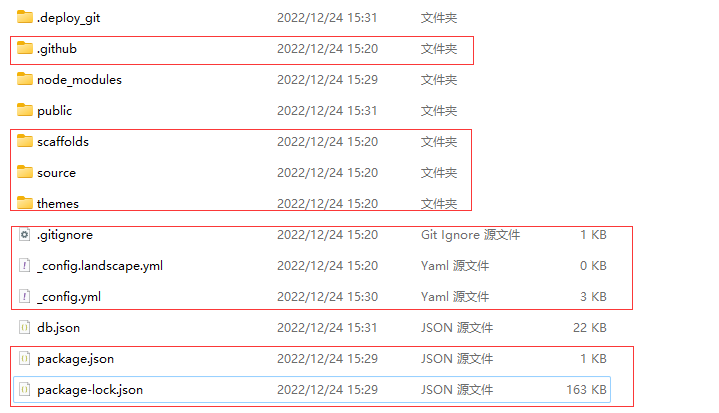 .deploy_git 2022/12/24 15:31 文件夹
.github 2022/12/24 15:20 文件夹
node_modules 2022/12/24 15:29 文件夹
public 2022/12/24 15:31 文件夹
scaffolds 2022/12/24 15:20 文件夹
source 2022/12/24 15:20 文件夹
themes 2022/12/24 15:20 文件夹
.gitignore 2022/12/24 15:20 Git Ignore 源文件 1 KB
_config.landscape.yml 2022/12/24 15:20 Yaml 源文件 0 KB
_config.yml 2022/12/24 15:30 Yaml 源文件 3 KB
db.json 2022/12/24 15:31 JSON 源文件 22 KB
package.json 2022/12/24 15:29 JSON 源文件 1 KB
package-lock.json 2022/12/24 15:29 JSON 源文件 163 KB